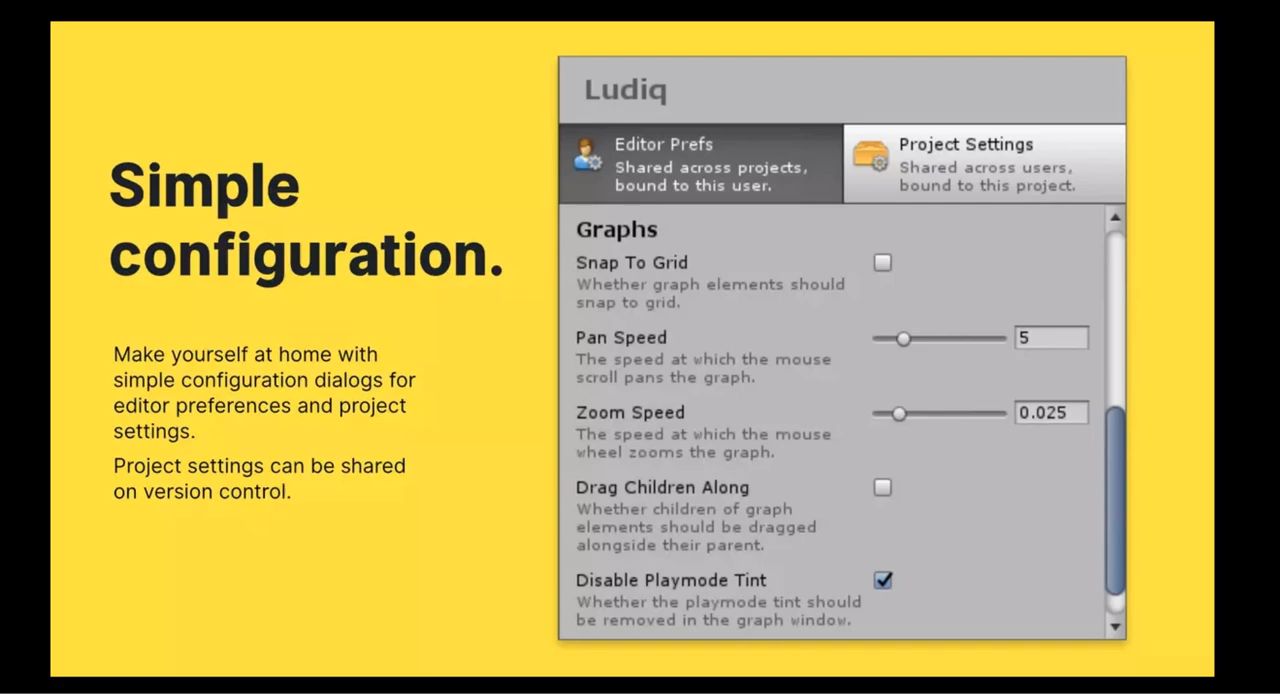 Simple
configuration.
Make yourself at home with
simple configuration dialogs for
editor preferences and project
settings.
Project settings can be shared
on version control.
Ludiq
Editor Prefs
Shared across projects,
bound to this user.
Project Settings
Shared across users,
bound to this project.
Graphs
Snap To Grid
Whether graph elements should
snap to grid.
Pan Speed
5
The speed at which the mouse
scroll pans the graph.
Zoom Speed
0.025
The speed at which the mouse
wheel zooms the graph.
Drag Children Along
Whether children of graph
elements should be dragged
alongside their parent.
Disable Playmode Tint
Whether the playmode tint should
be removed in the graph window.